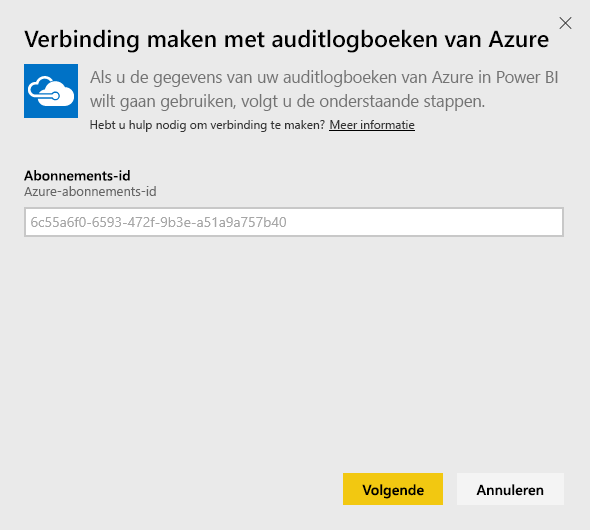 Verbinding maken met auditlogboeken van Azure
Als u de gegevens van uw auditlogboeken van Azure in Power BI
wilt gaan gebruiken, volgt u de onderstaande stappen.
Hebt u hulp nodig om verbinding te maken? Meer informatie
Abonnements-id
Azure-abonnements-id
6c55a6f0-6593-472f-9b3e-a51a9a757b40
Volgende
Annuleren